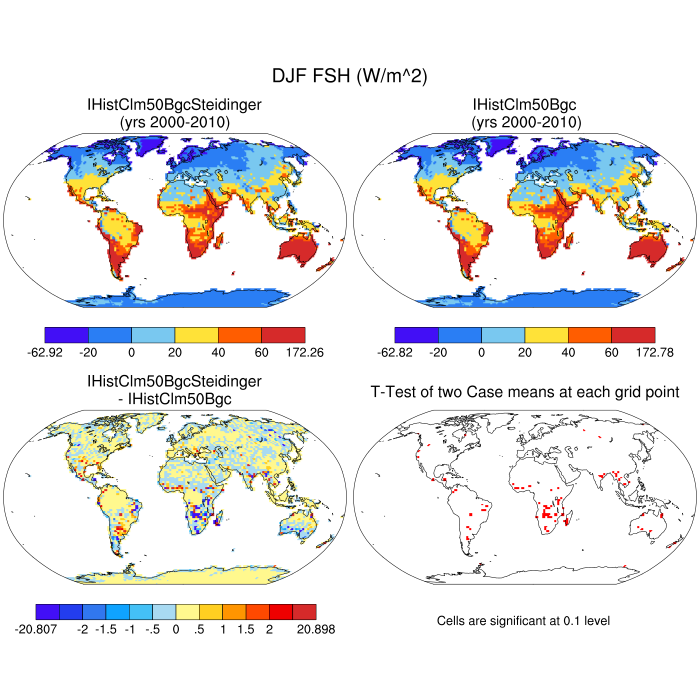 DJF FSH (W/m^2)
IHistClm50BgcSteidinger
(yrs 2000-2010)
IHistClm50Bgc
(yrs 2000-2010)
-62.92 -20 0 20 40 60 172.26
-62.82 -20 0 20 40 60 172.78
IHistClm50BgcSteidinger
- IHistClm50Bgc
T-Test of two Case means at each grid point
-20.807 -2 -1.5 -1 -.5 0 .5 1 1.5 2 20.898
Cells are significant at 0.1 level